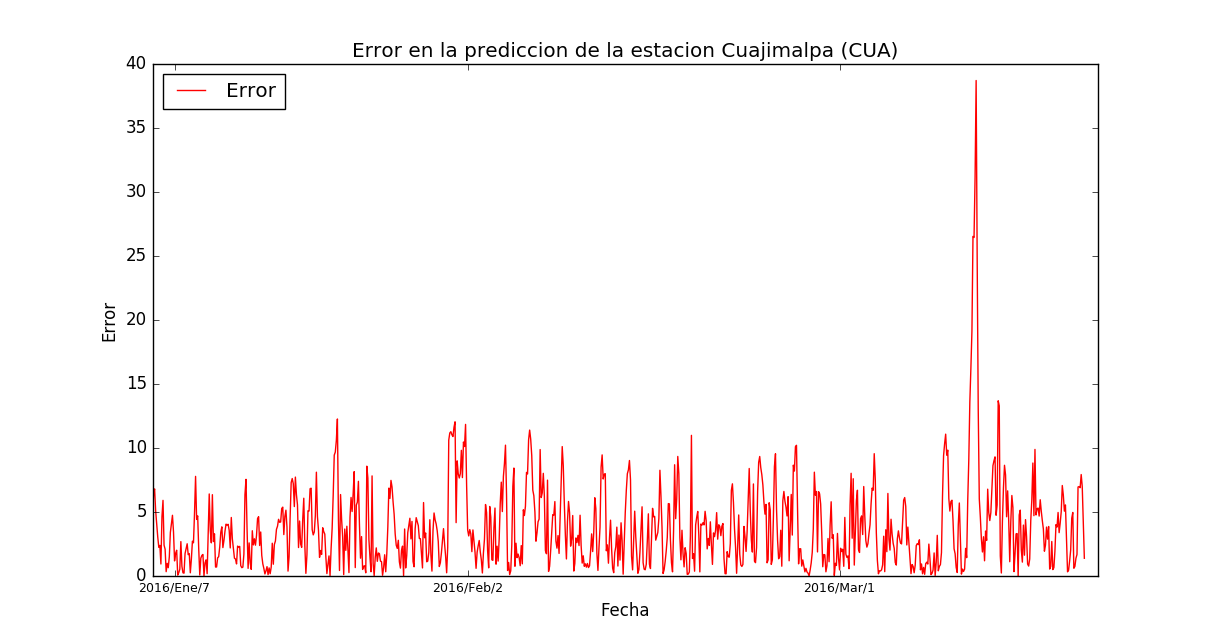 Error en la prediccion de la estacion Cuajimalpa (CUA)
Error
40
35
30
25
20
15
10
5
0
Error
2016/Ene/7
2016/Feb/2
2016/Mar/1
Fecha